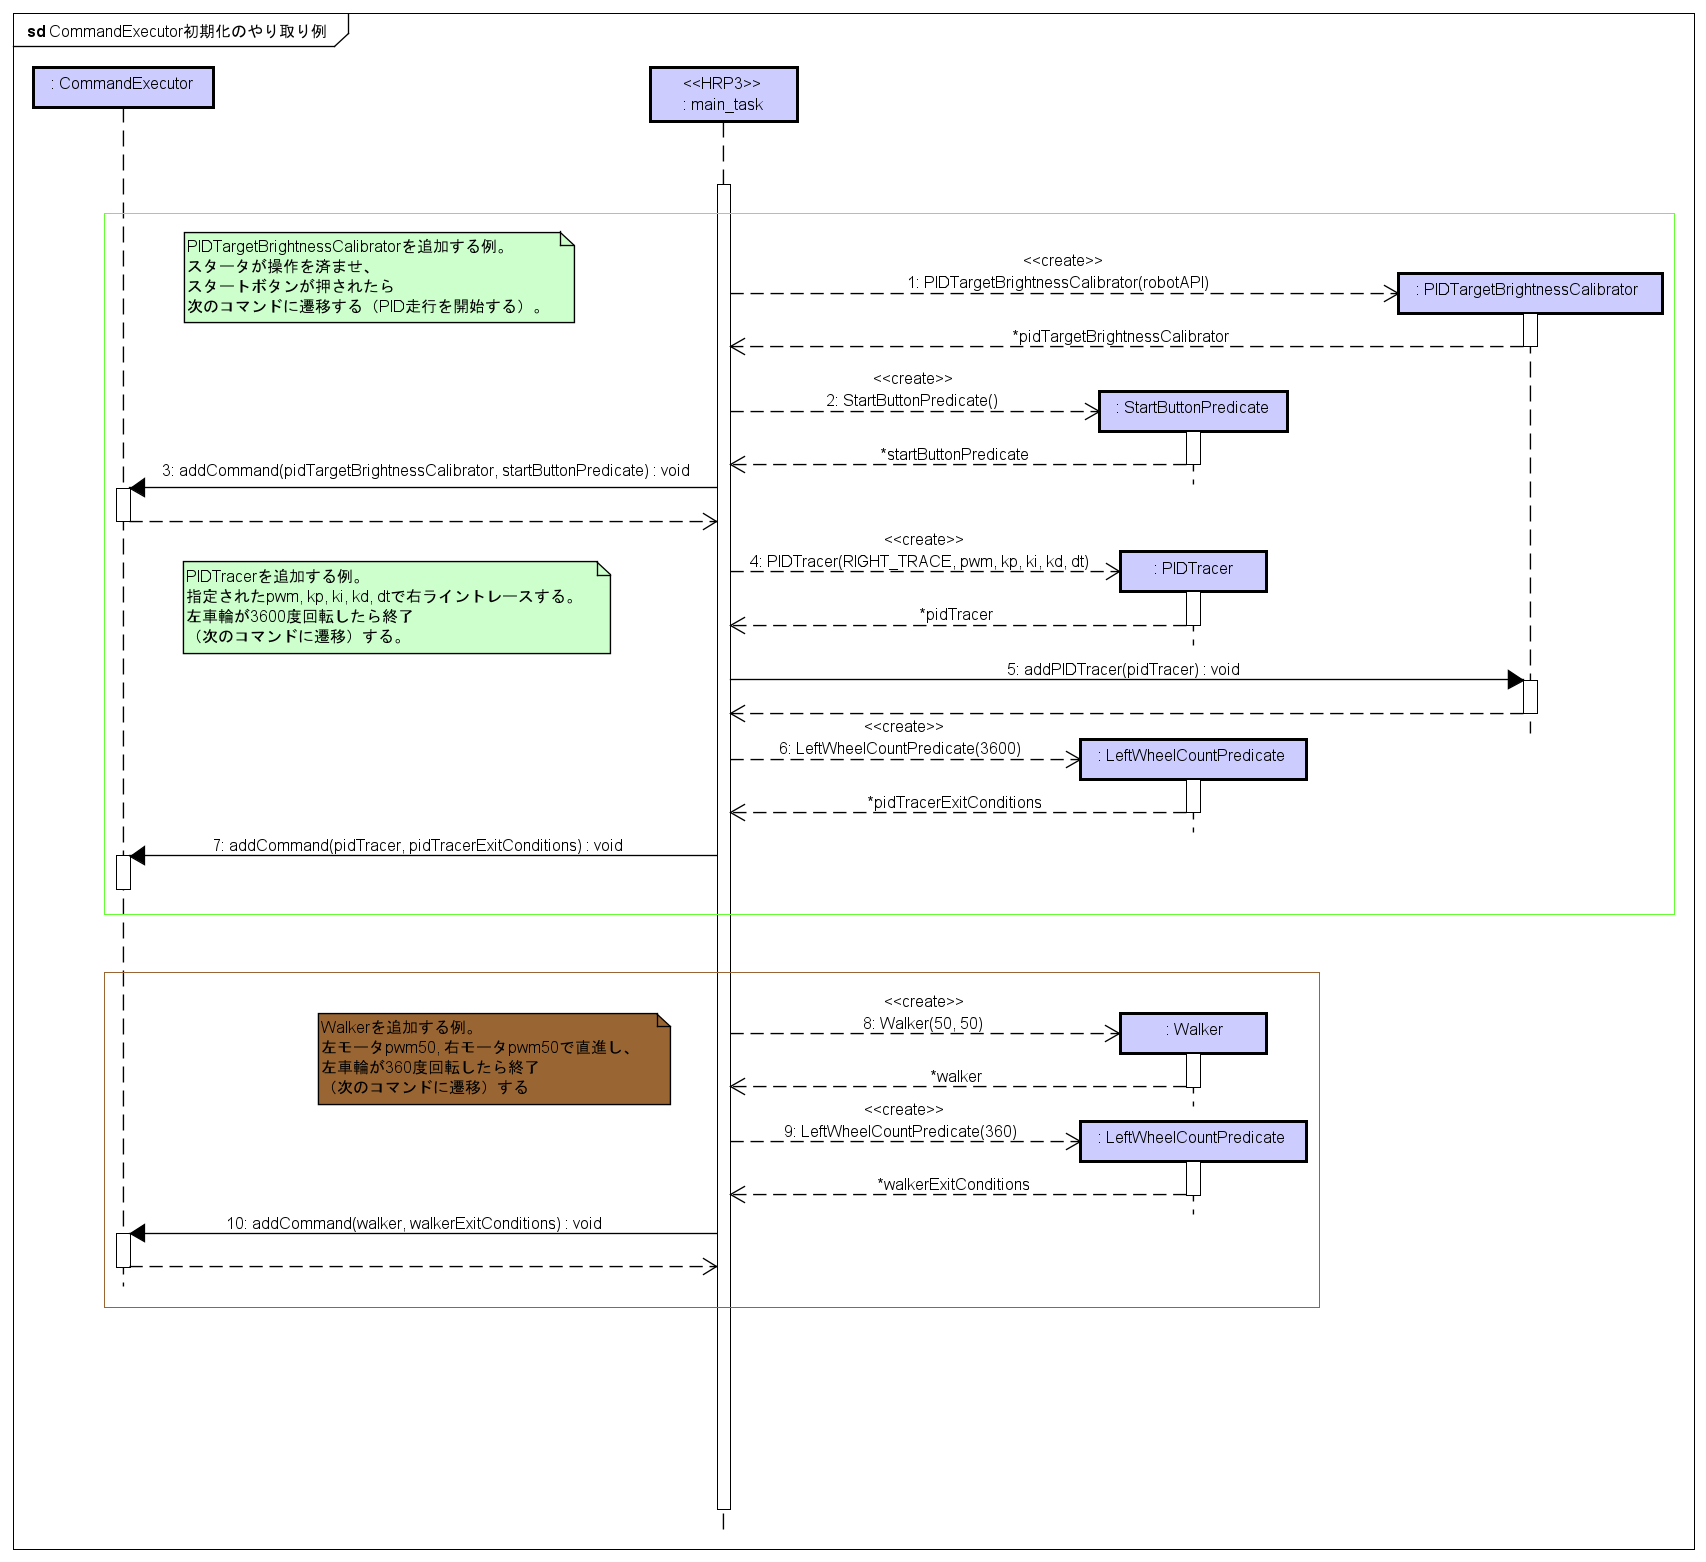 sd CommandExecutor初期化のやり取り例
: CommandExecutor
<<HRP3>>
: main_task
PIDTargetBrightnessCalibratorを追加する例。
スタータが操作を済ませ、
スタートボタンが押されたら
次のコマンドに遷移する（PID走行を開始する）。
<<create>>
1: PIDTargetBrightnessCalibrator(robotAPI)
: PIDTargetBrightnessCalibrator
*pidTargetBrightnessCalibrator
<<create>>
2: StartButtonPredicate()
: StartButtonPredicate
*startButtonPredicate
3: addCommand(pidTargetBrightnessCalibrator, startButtonPredicate) : void
<<create>>
4: PIDTracer(RIGHT_TRACE, pwm, kp, ki, kd, dt)
: PIDTracer
PIDTracerを追加する例。
指定されたpwm, kp, ki, kd, dtで右ライントレースする。
左車輪が3600度回転したら終了
（次のコマンドに遷移）する。
*pidTracer
5: addPIDTracer(pidTracer) : void
<<create>>
6: LeftWheelCountPredicate(3600)
: LeftWheelCountPredicate
*pidTracerExitConditions
7: addCommand(pidTracer, pidTracerExitConditions) : void
Walkerを追加する例。
左モータpwm50, 右モータpwm50で直進し、
左車輪が360度回転したら終了
（次のコマンドに遷移）する
<<create>>
8: Walker(50, 50)
: Walker
*walker
<<create>>
9: LeftWheelCountPredicate(360)
: LeftWheelCountPredicate
*walkerExitConditions
10: addCommand(walker, walkerExitConditions) : void